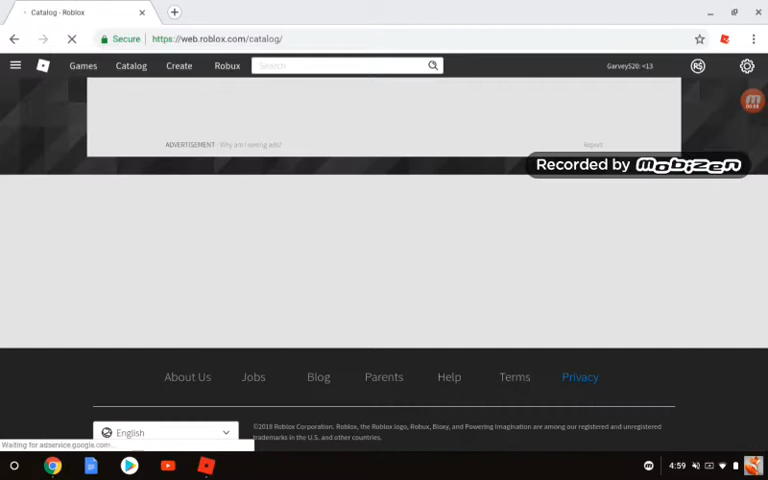 Catalog - Roblox
Secure https://web.roblox.com/catalog/
Games Catalog Create Robux Search Garvey520: <13
00:58
ADVERTISEMENT - Why am I seeing ads? Report
Recorded by mobizen
About Us Jobs Blog Parents Help Terms Privacy
English
©2018 Roblox Corporation. Roblox, the Roblox logo, Robux, Bloxy, and Powering Imagination are among our registered and unregistered
trademarks in the U.S. and other countries.
Waiting for adservice.google.com...
4:59